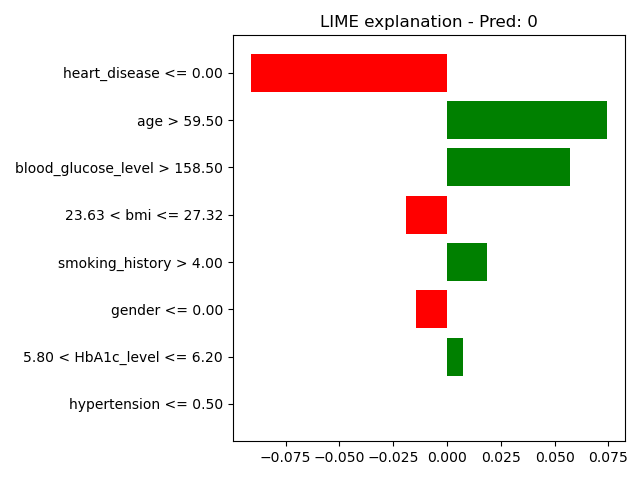 LIME explanation - Pred: 0
heart_disease <= 0.00
age > 59.50
blood_glucose_level > 158.50
23.63 < bmi <= 27.32
smoking_history > 4.00
gender <= 0.00
5.80 < HbA1c_level <= 6.20
hypertension <= 0.50
−0.075 −0.050 −0.025 0.000 0.025 0.050 0.075